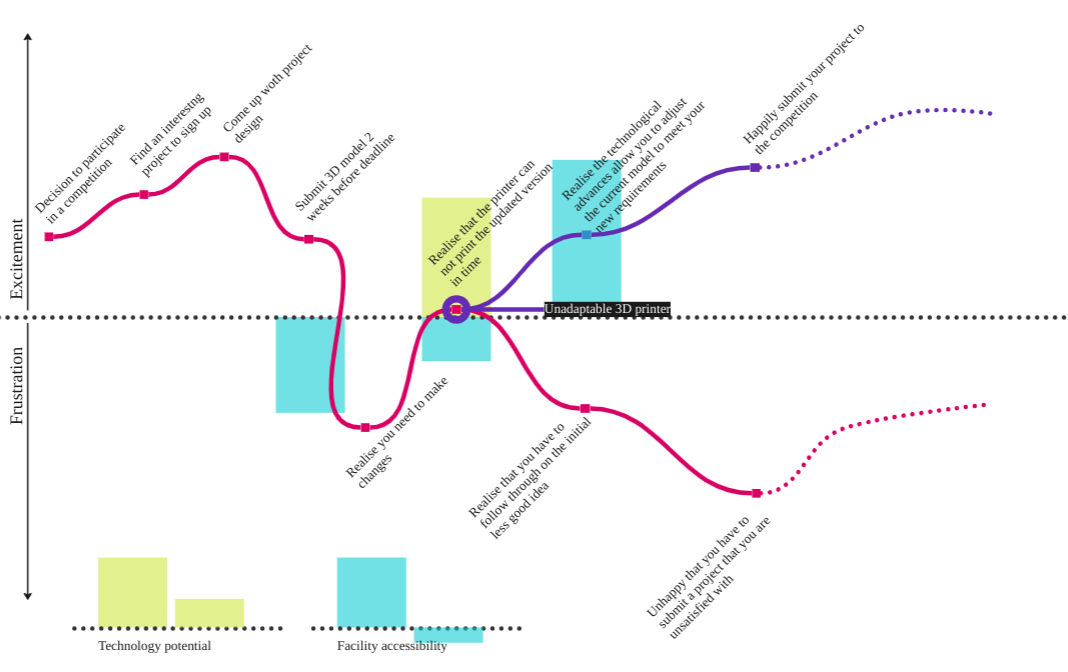 Excitement
Frustration
Decision to participate
in a competition
Find an interestng
project to sign up
Come up woth project
design
Submit 3D model 2
weeks before deadline
Realise you need to make
changes
Realise that the printer can
not print the updated version
in time
Realise the technological
advances allow you to adjust
the current model to meet your
new requirements
Happily submit your project to
the competition
Unadaptable 3D printer
Realise that you have to
follow through on the initial
less good idea
Unhappy that you have to
submit a project that you are
unsatisfied with
Technology potential
Facility accessibility